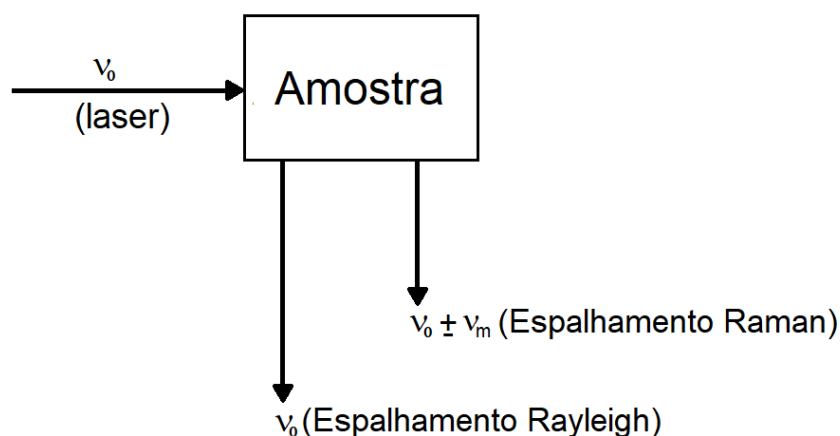 ν₀
(laser)
Amostra
ν₀ ± νₘ (Espalhamento Raman)
ν₀ (Espalhamento Rayleigh)